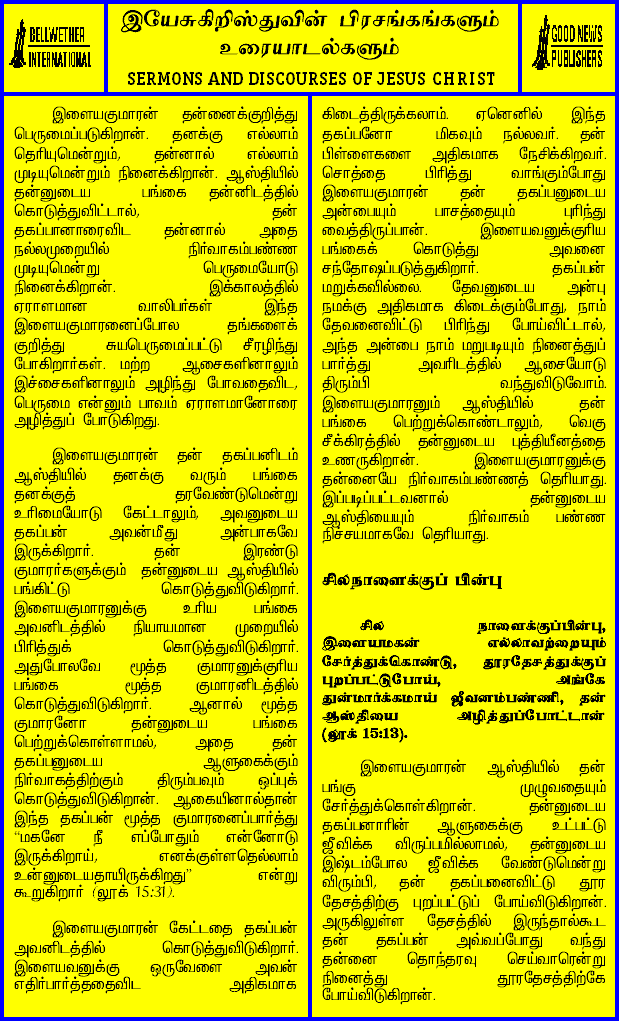 BELLWETHER
INTERNATIONAL
இயேசுகிறிஸ்துவின் பிரசங்கங்களும்
உரையாடல்களும்
SERMONS AND DISCOURSES OF JESUS CHRIST
GOOD NEWS
PUBLISHERS
இளையகுமாரன் தன்னைக்குறித்து
பெருமைப்படுகிறான். தனக்கு எல்லாம்
தெரியுமென்றும், தன்னால் எல்லாம்
முடியுமென்றும் நினைக்கிறான். ஆஸ்தியில்
தன்னுடைய பங்கை தன்னிடத்தில்
கொடுத்துவிட்டால், தன்
தகப்பானாரைவிட தன்னால் அதை
நல்லமுறையில் நிர்வாகம்பண்ண
முடியுமென்று பெருமையோடு
நினைக்கிறான். இக்காலத்தில்
ஏராளமான வாலிபர்கள் இந்த
இளையகுமாரனைப்போல தங்களைக்
குறித்து சுயபெருமைப்பட்டு சீரழிந்து
போகிறார்கள். மற்ற ஆசைகளினாலும்
இச்சைகளினாலும் அழிந்து போவதைவிட,
பெருமை என்னும் பாவம் ஏராளமானோரை
அழித்துப் போடுகிறது.
இளையகுமாரன் தன் தகப்பனிடம்
ஆஸ்தியில் தனக்கு வரும் பங்கை
தனக்குத் தரவேண்டுமென்று
உரிமையோடு கேட்டாலும், அவனுடைய
தகப்பன் அவன்மீது அன்பாகவே
இருக்கிறார். தன் இரண்டு
குமாரர்களுக்கும் தன்னுடைய ஆஸ்தியில்
பங்கிட்டு கொடுத்துவிடுகிறார்.
இளையகுமாரனுக்கு உரிய பங்கை
அவனிடத்தில் நியாயமான முறையில்
பிரித்துக் கொடுத்துவிடுகிறார்.
அதுபோலவே மூத்த குமாரனுக்குரிய
பங்கை மூத்த குமாரனிடத்தில்
கொடுத்துவிடுகிறார். ஆனால் மூத்த
குமாரனோ தன்னுடைய பங்கை
பெற்றுக்கொள்ளாமல், அதை தன்
தகப்பனுடைய ஆளுகைக்கும்
நிர்வாகத்திற்கும் திரும்பவும் ஒப்புக்
கொடுத்துவிடுகிறான். ஆகையினால்தான்
இந்த தகப்பன் மூத்த குமாரனைப்பார்த்து
“மகனே நீ எப்போதும் என்னோடு
இருக்கிறாய், எனக்குள்ளதெல்லாம்
உன்னுடையதாயிருக்கிறது” என்று
கூறுகிறார் (லூக் 15:31).
இளையகுமாரன் கேட்டதை தகப்பன்
அவனிடத்தில் கொடுத்துவிடுகிறார்.
இளையவனுக்கு ஒருவேளை அவன்
எதிர்பார்த்ததைவிட அதிகமாக
கிடைத்திருக்கலாம். ஏனெனில் இந்த
தகப்பனோ மிகவும் நல்லவர். தன்
பிள்ளைகளை அதிகமாக நேசிக்கிறவர்.
சொத்தை பிரித்து வாங்கும்போது
இளையகுமாரன் தன் தகப்பனுடைய
அன்பையும் பாசத்தையும் புரிந்து
வைத்திருப்பான். இளையவனுக்குரிய
பங்கைக் கொடுத்து அவனை
சந்தோஷப்படுத்துகிறார். தகப்பன்
மறுக்கவில்லை. தேவனுடைய அன்பு
நமக்கு அதிகமாக கிடைக்கும்போது, நாம்
தேவனைவிட்டு பிரிந்து போய்விட்டால்,
அந்த அன்பை நாம் மறுபடியும் நினைத்துப்
பார்த்து அவரிடத்தில் ஆசையோடு
திரும்பி வந்துவிடுவோம்.
இளையகுமாரனும் ஆஸ்தியில் தன்
பங்கை பெற்றுக்கொண்டாலும், வெகு
சீக்கிரத்தில் தன்னுடைய புத்தியீனத்தை
உணருகிறான். இளையகுமாரனுக்கு
தன்னையே நிர்வாகம்பண்ணத் தெரியாது.
இப்படிப்பட்டவனால் தன்னுடைய
ஆஸ்தியையும் நிர்வாகம் பண்ண
நிச்சயமாகவே தெரியாது.
சிலநாளைக்குப் பின்பு
சில நாளைக்குப்பின்பு,
இளையமகன் எல்லாவற்றையும்
சேர்த்துக்கொண்டு, தூரதேசத்துக்குப்
புறப்பட்டுபோய், அங்கே
துன்மார்க்கமாய் ஜீவனம்பண்ணி, தன்
ஆஸ்தியை அழித்துப்போட்டான்
(லூக் 15:13).
இளையகுமாரன் ஆஸ்தியில் தன்
பங்கு முழுவதையும்
சேர்த்துக்கொள்கிறான். தன்னுடைய
தகப்பனாரின் ஆளுகைக்கு உட்பட்டு
ஜீவிக்க விருப்பமில்லாமல், தன்னுடைய
இஷ்டம்போல ஜீவிக்க வேண்டுமென்று
விரும்பி, தன் தகப்பனைவிட்டு தூர
தேசத்திற்கு புறப்பட்டுப் போய்விடுகிறான்.
அருகிலுள்ள தேசத்தில் இருந்தால்கூட
தன் தகப்பன் அவ்வப்போது வந்து
தன்னை தொந்தரவு செய்வாரென்று
நினைத்து தூரதேசத்திற்கே
போய்விடுகிறான்.